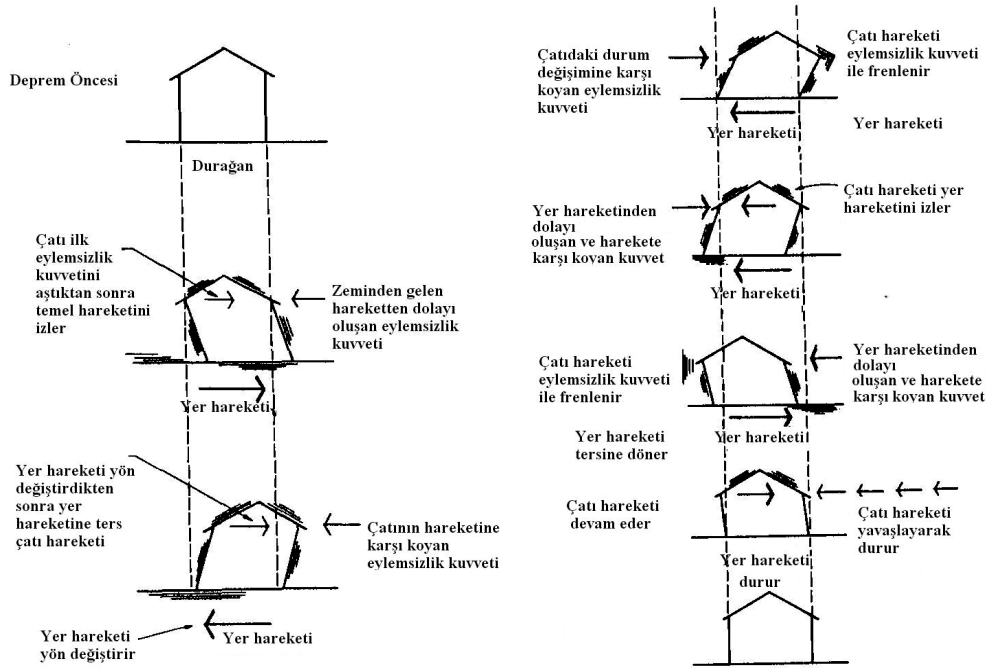 Deprem Öncesi
Durağan
Çatı ilk
eylemsizlik
kuvvetini
aştıktan sonra
temel hareketini
izler
Zeminden gelen
hareketten dolayı
oluşan eylemsizlik
kuvveti
Yer hareketi
Yer hareketi yön
değiştirdikten
sonra yer
hareketine ters
çatı hareketi
Çatının hareketine
karşı koyan
eylemsizlik kuvveti
Yer hareketi
yön değiştirir
Yer hareketi
Çatıdaki durum
değişimine karşı
koyan eylemsizlik
kuvveti
Çatı hareketi
eylemsizlik kuvveti
ile frenlenir
Yer hareketi
Yer hareketi
Yer hareketinden
dolayı
oluşan ve harekete
karşı koyan kuvvet
Çatı hareketi yer
hareketini izler
Yer hareketi
Çatı hareketi
eylemsizlik kuvveti
ile frenlenir
Yer hareketinden
dolayı
oluşan ve harekete
karşı koyan kuvvet
Yer hareketi
tersine döner
Yer hareketi
Çatı hareketi
devam eder
Çatı hareketi
yavaşlayarak
durur
Yer hareketi
durur